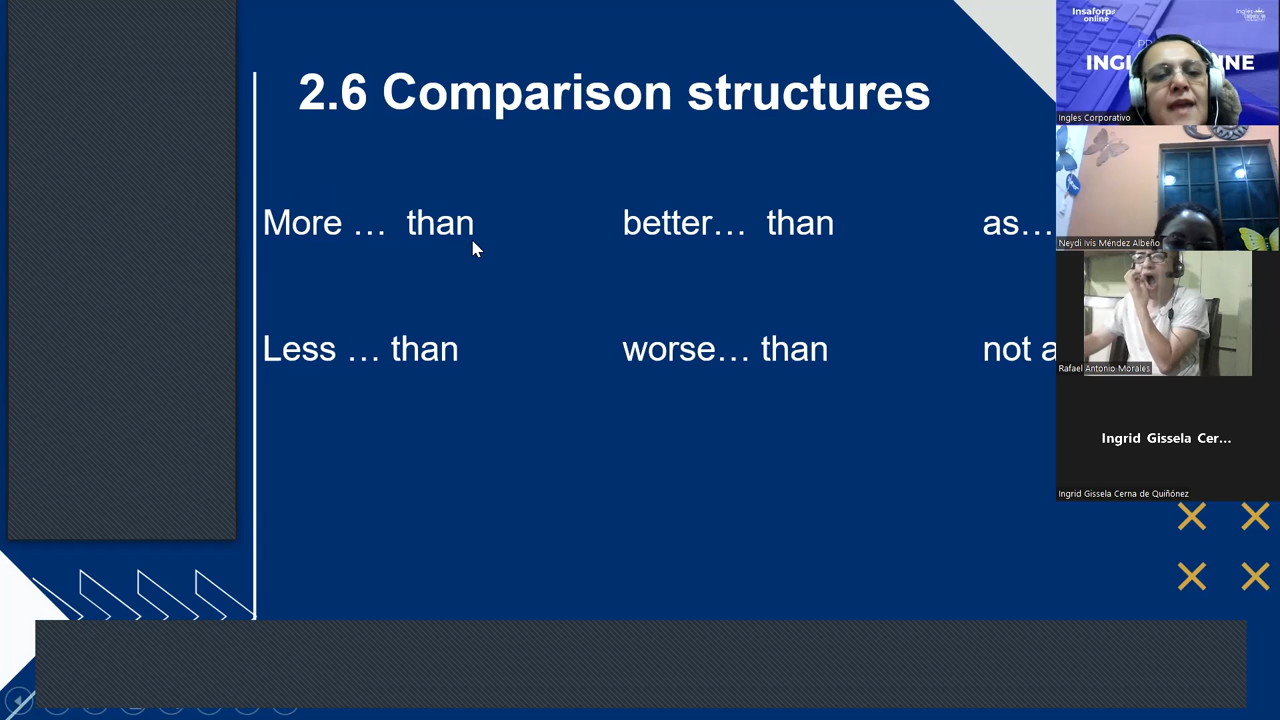 2.6 Comparison structures
More … than
better… than
as…
Less … than
worse… than
not a
Insaforp
online
INGL
NE
Ingles Corporativo
Neydi Ivis Méndez Albeño
Rafael Antonio Morales
Ingrid Gissela Cer...
Ingrid Gissela Cerna de Quiñónez